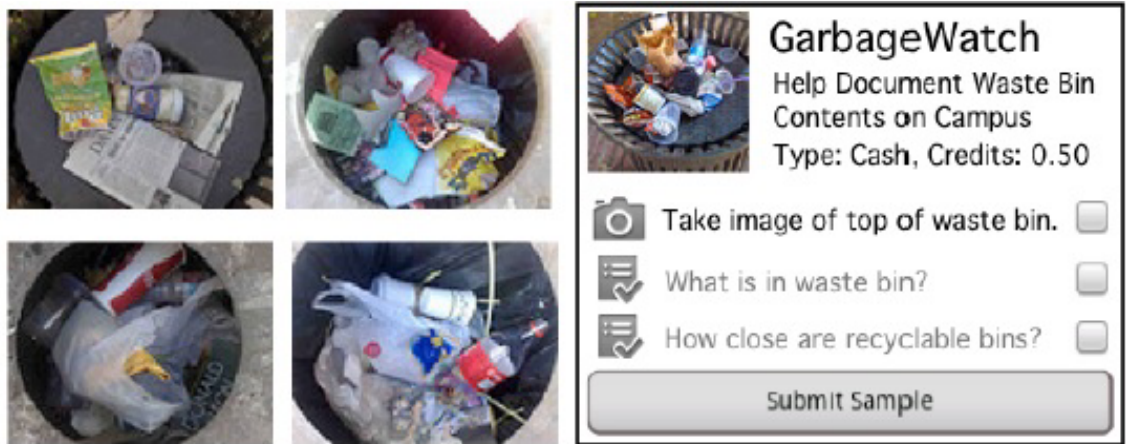 GarbageWatch
Help Document Waste Bin
Contents on Campus
Type: Cash, Credits: 0.50
Take image of top of waste bin.
What is in waste bin?
How close are recyclable bins?
Submit Sample